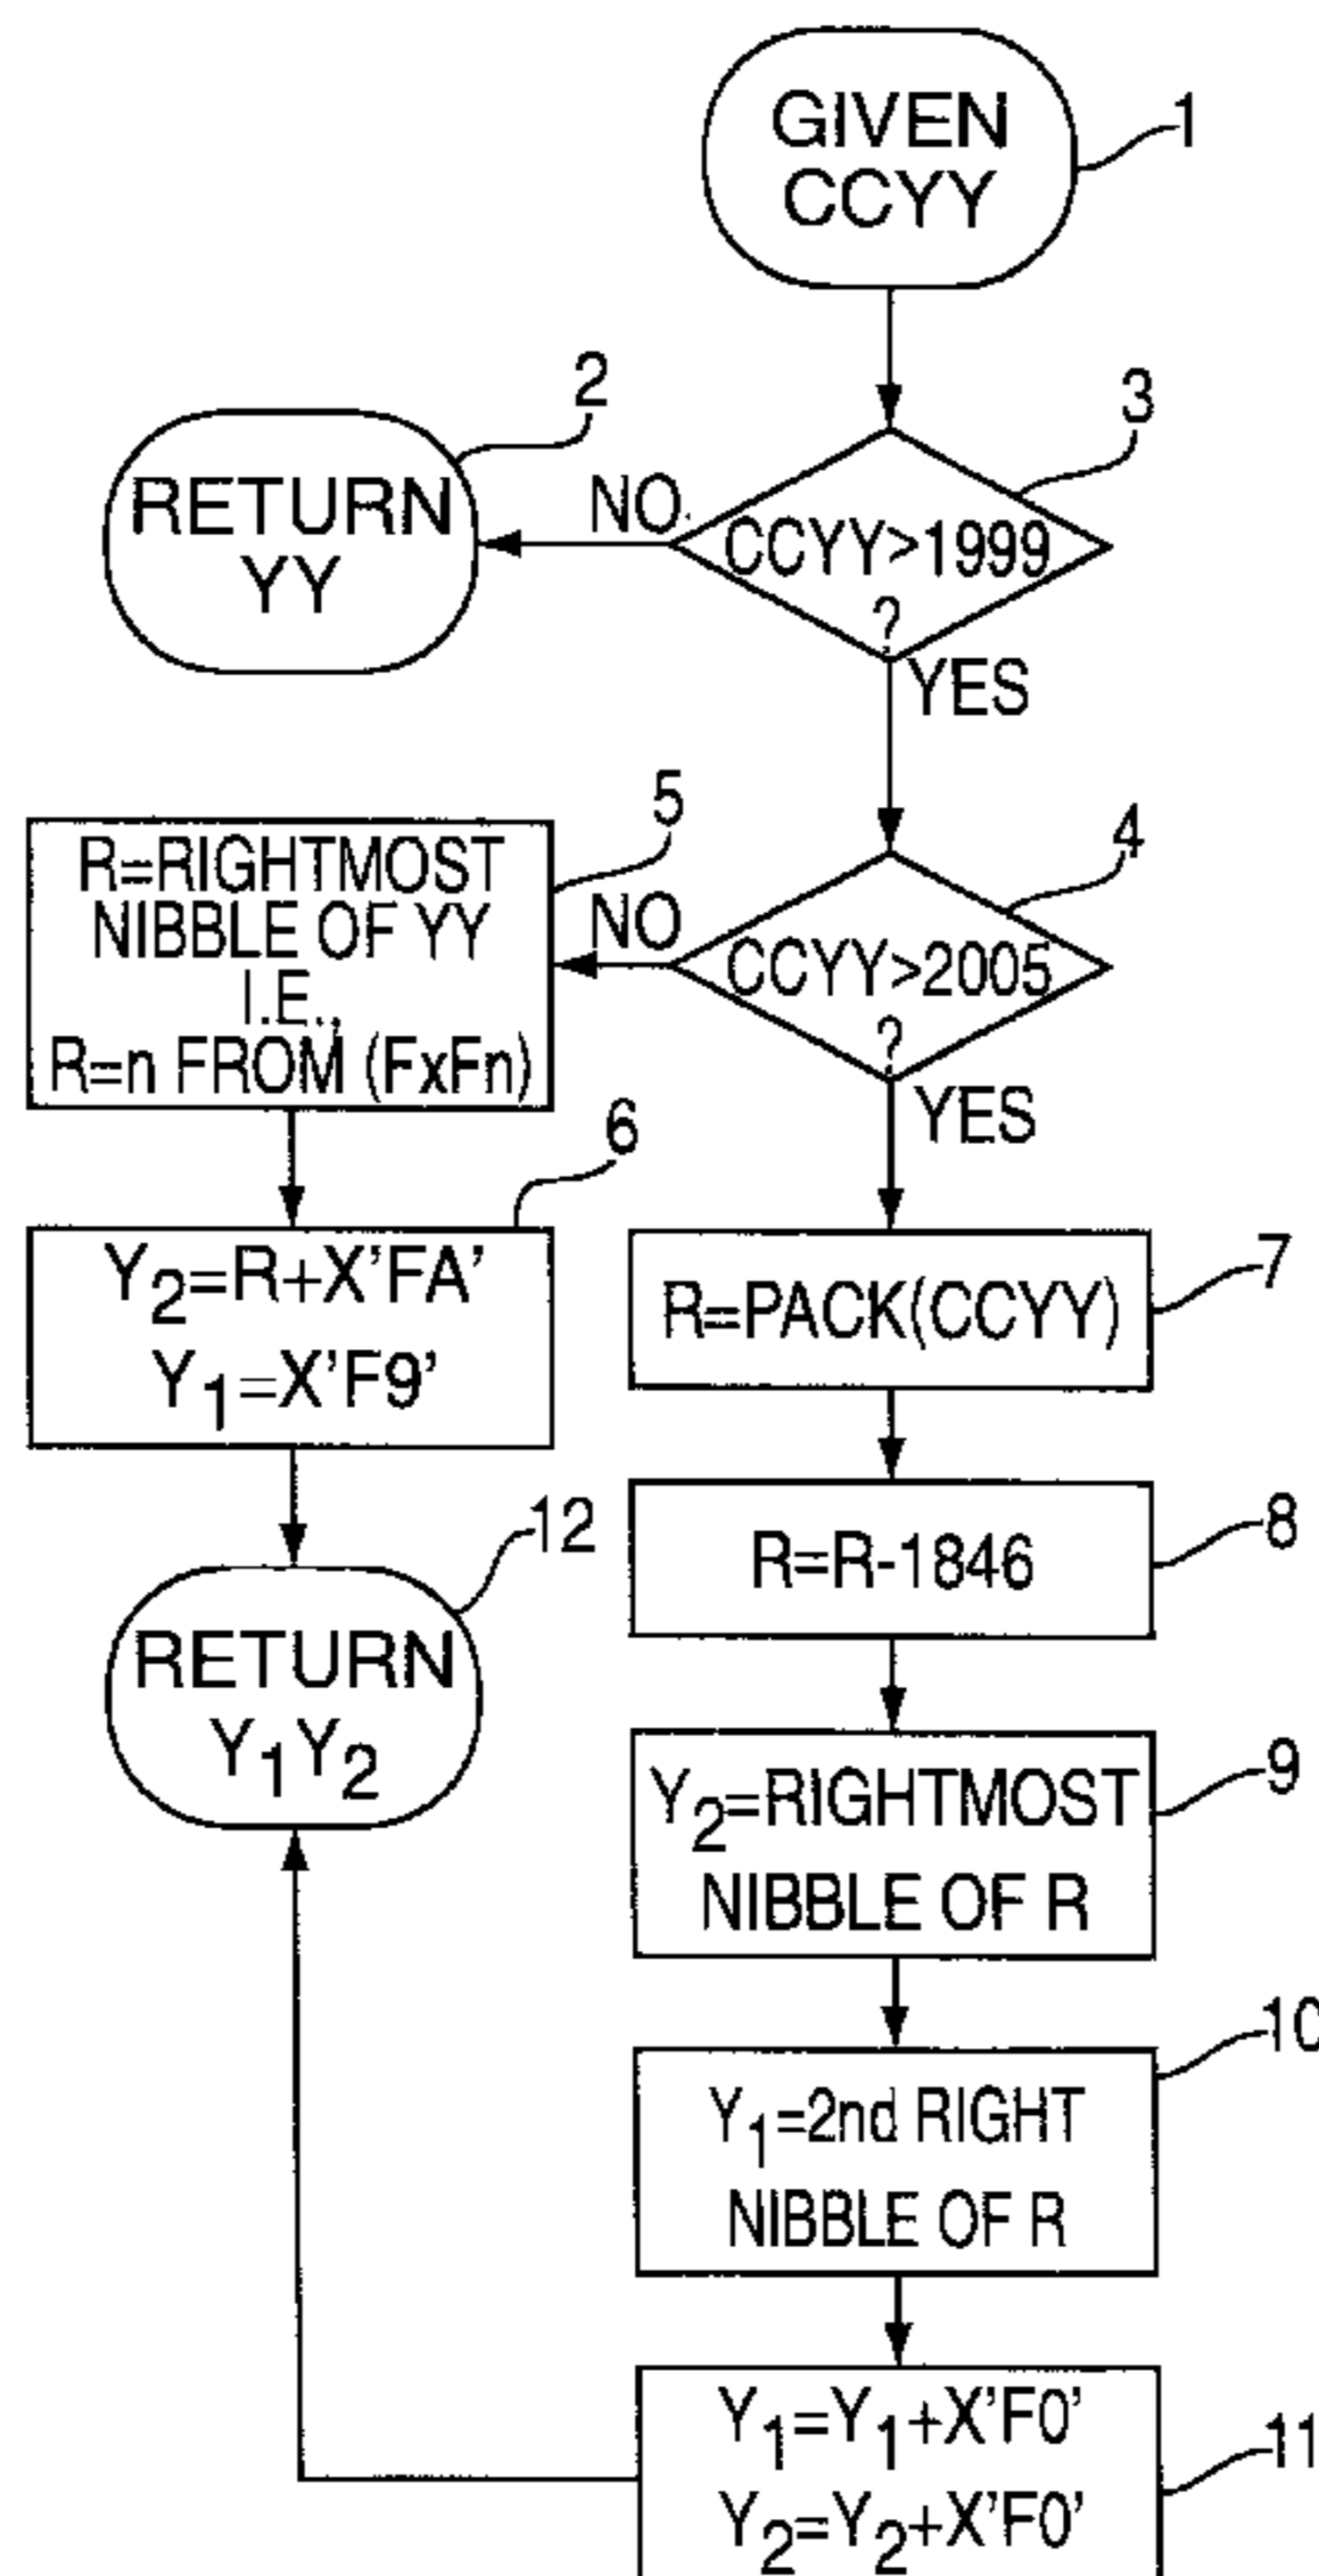 GIVEN
CCYY
1
2
RETURN
YY
NO
3
CCYY>1999
?
YES
4
CCYY>2005
?
NO
YES
5
R=RIGHTMOST
NIBBLE OF YY
I.E.,
R=n FROM (FxFn)
6
Y2=R+X'FA'
Y1=X'F9'
7
R=PACK(CCYY)
8
R=R-1846
12
RETURN
Y1Y2
9
Y2=RIGHTMOST
NIBBLE OF R
10
Y1=2nd RIGHT
NIBBLE OF R
11
Y1=Y1+X'F0'
Y2=Y2+X'F0'